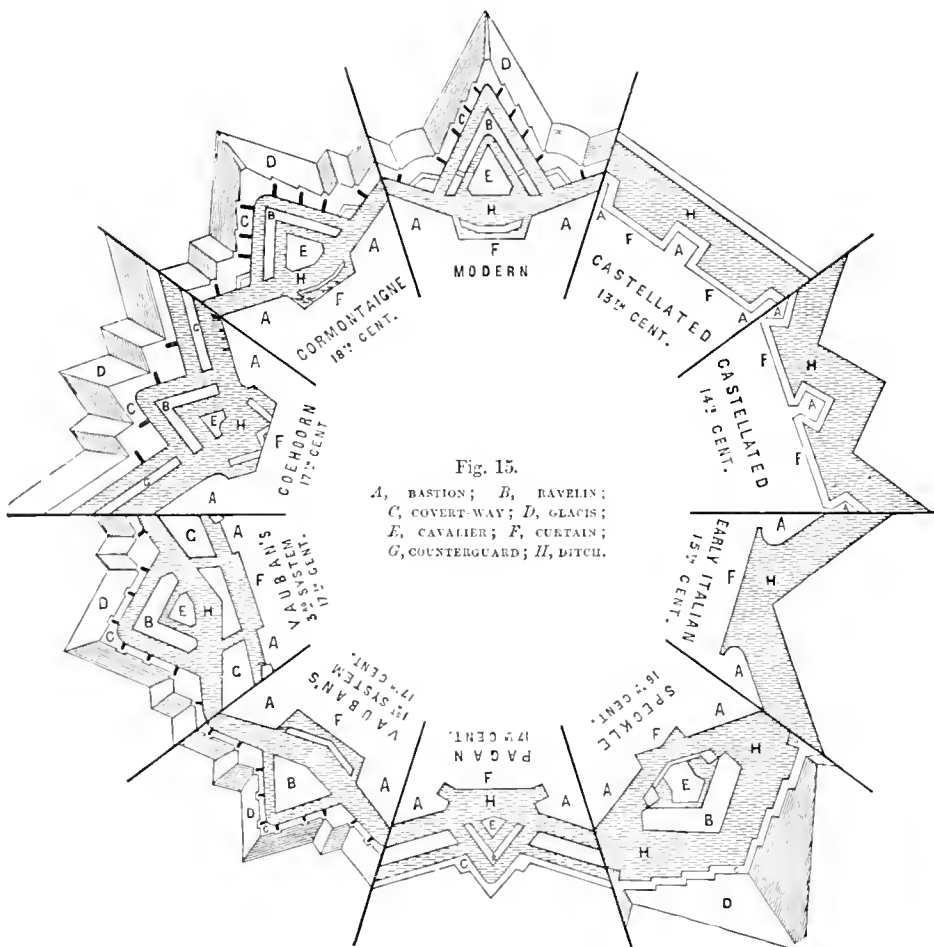 D
C
B
E
H
A
A
F
MODERN
A
H
F
A
F
A
CASTELLATED
13TH CENT.
A
F
H
A
F
A
CASTELLATED
14TH CENT.
A
F
H
A
EARLY ITALIAN
15TH CENT.
A
F
H
E
B
A
H
D
SPECKLE
16TH CENT.
F
A
H
A
E
C
PAGAN
17TH CENT.
A
F
A
B
D
C
VAUBAN'S
1ST SYSTEM
17TH CENT.
G
A
F
H
E
B
D
C
A
G
VAUBAN'S
3RD SYSTEM
17TH CENT.
G
A
D
C
B
E
H
F
G
A
COEHOORN
17TH CENT
D
C
B
E
H
A
F
A
CORMONTAIGNE
18TH CENT.
Fig. 15.
A, BASTION; B, RAVELIN;
C, COVERT-WAY; D, GLACIS;
E, CAVALIER; F, CURTAIN;
G, COUNTERGUARD; H, DITCH.